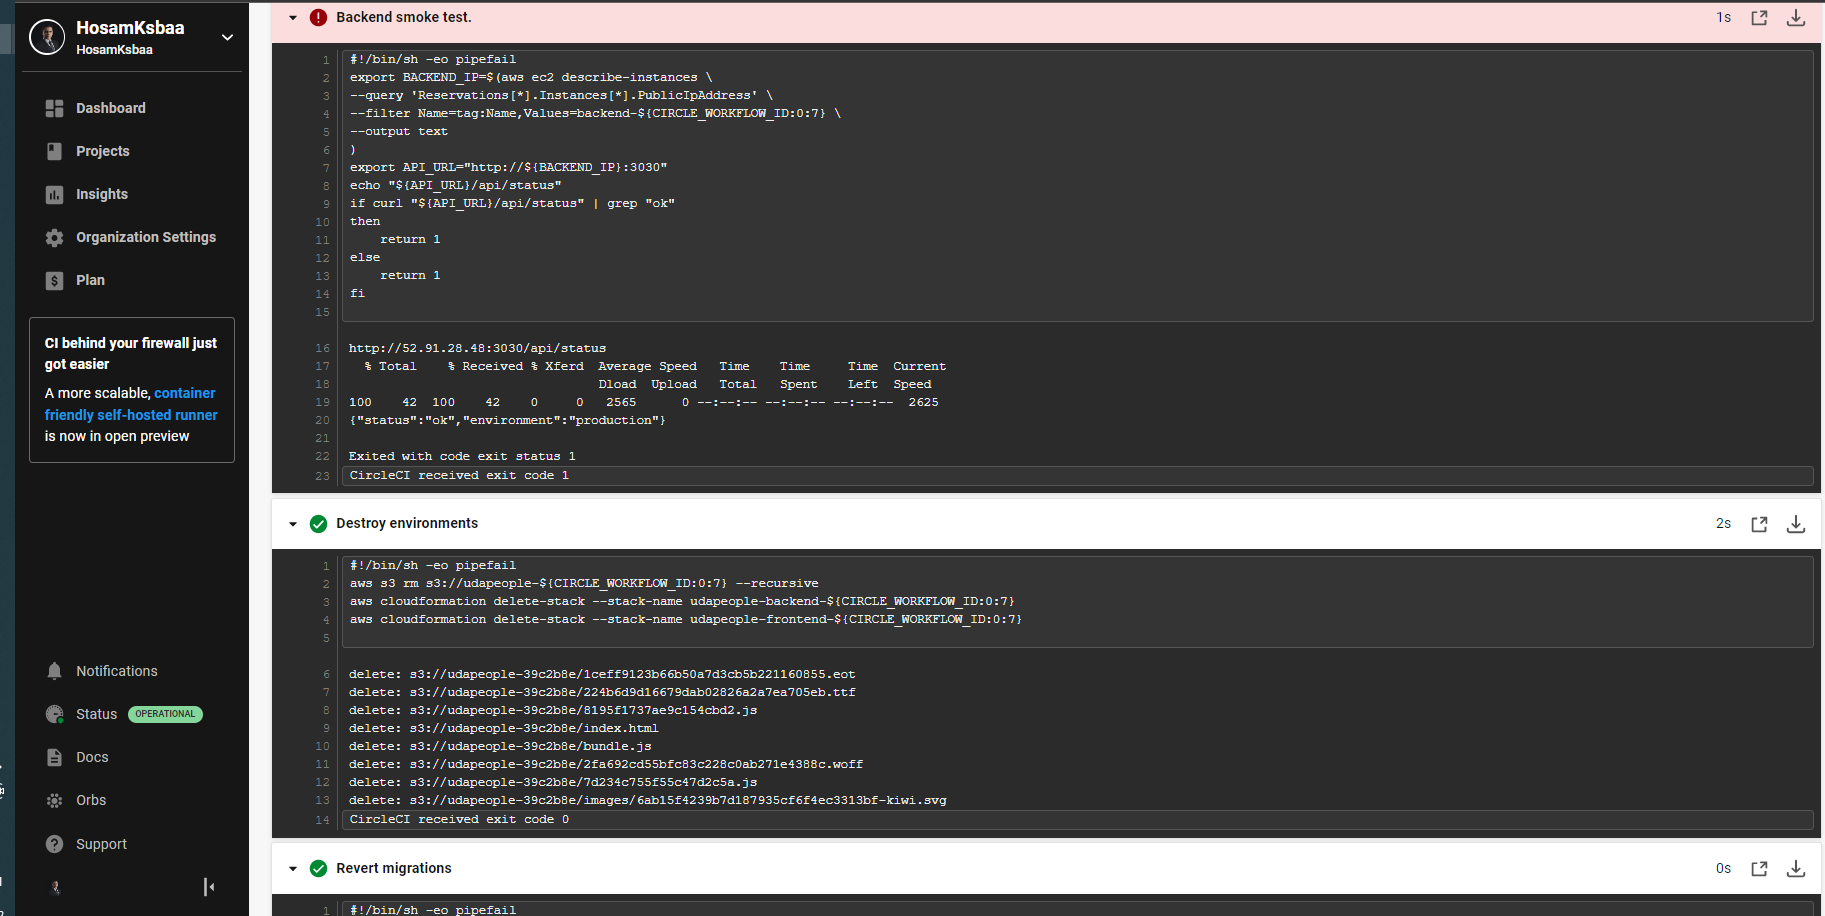 HosamKsbaa
HosamKsbaa
Dashboard
Projects
Insights
Organization Settings
Plan
CI behind your firewall just
got easier
A more scalable, container
friendly self-hosted runner
is now in open preview
Notifications
Status OPERATIONAL
Docs
Orbs
Support
Backend smoke test. 1s
1 #!/bin/sh -eo pipefail
2 export BACKEND_IP=$(aws ec2 describe-instances \
3 --query 'Reservations[*].Instances[*].PublicIpAddress' \
4 --filter Name=tag:Name,Values=backend-${CIRCLE_WORKFLOW_ID:0:7} \
5 --output text
6 )
7 export API_URL="http://${BACKEND_IP}:3030"
8 echo "${API_URL}/api/status"
9 if curl "${API_URL}/api/status" | grep "ok"
10 then
11 return 1
12 else
13 return 1
14 fi
15
16 http://52.91.28.48:3030/api/status
17 % Total % Received % Xferd Average Speed Time Time Time Current
18 Dload Upload Total Spent Left Speed
19 100 42 100 42 0 0 2565 0 --:--:-- --:--:-- --:--:-- 2625
20 {"status":"ok","environment":"production"}
21
22 Exited with code exit status 1
23 CircleCI received exit code 1
Destroy environments 2s
1 #!/bin/sh -eo pipefail
2 aws s3 rm s3://udapeople-${CIRCLE_WORKFLOW_ID:0:7} --recursive
3 aws cloudformation delete-stack --stack-name udapeople-backend-${CIRCLE_WORKFLOW_ID:0:7}
4 aws cloudformation delete-stack --stack-name udapeople-frontend-${CIRCLE_WORKFLOW_ID:0:7}
5
6 delete: s3://udapeople-39c2b8e/1ceff9123b66b50a7d3cb5b221160855.eot
7 delete: s3://udapeople-39c2b8e/224b6d9d16679dab02826a2a7ea705eb.ttf
8 delete: s3://udapeople-39c2b8e/8195f1737ae9c154cbd2.js
9 delete: s3://udapeople-39c2b8e/index.html
10 delete: s3://udapeople-39c2b8e/bundle.js
11 delete: s3://udapeople-39c2b8e/2fa692cd55bfc83c228c0ab271e4388c.woff
12 delete: s3://udapeople-39c2b8e/7d234c755f55c47d2c5a.js
13 delete: s3://udapeople-39c2b8e/images/6ab15f4239b7d187935cf6f4ec3313bf-kiwi.svg
14 CircleCI received exit code 0
Revert migrations 0s
1 #!/bin/sh -eo pipefail